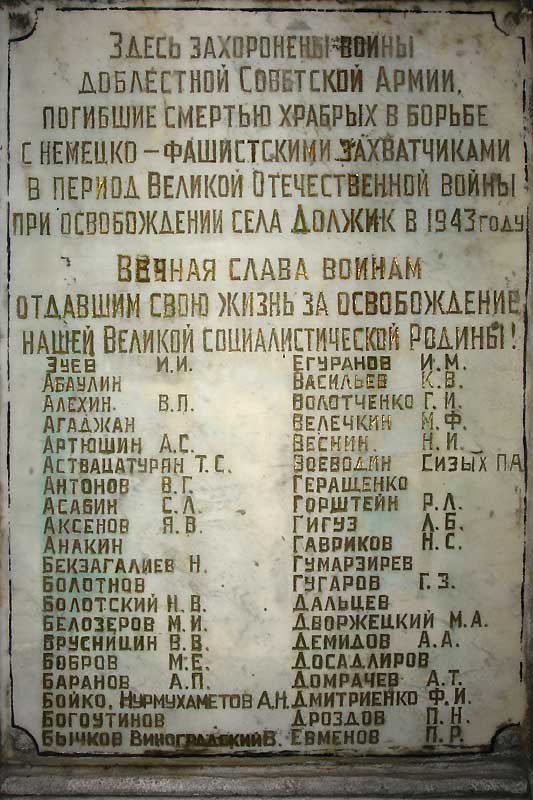 Здесь захоронены воины
доблестной Советской Армии,
погибшие смертью храбрых в борьбе
с немецко – фашистскими захватчиками
в период Великой Отечественной войны
при освобождении села Должик в 1943 году
Вечная слава воинам
отдавшим свою жизнь за освобождение
нашей Великой социалистической Родины!
Зуев И.И.
Абаулин
Алехин. В.П.
Агаджан
Артюшин А.С.
Аствацатурян Т.С.
Антонов В.Г.
Асавин С.Л.
Аксенов Я.В.
Анакин
Бекзагалиев Н.
Болотнов
Болотский Н.В.
Белозеров М.И.
Брусницин В.В.
Бобров М.Е.
Баранов А.П.
Бойко, Нурмухаметов А.Н.
Богоутинов
Бычков Виноградский В.
Егуранов И.М.
Васильев К.В.
Волотченко Г.И.
Велечкин М.Ф.
Веснин. Н.И.
Воеводин Сизых П.А
Геращенко
Горштейн Р.Л.
Гигуз Л.Б.
Гавриков Н.С.
Гумарзирев
Гугаров Г.З.
Дальцев
Дворжецкий М.А.
Демидов А.А.
Досадлиров
Домрачев А.Т.
Дмитриенко Ф.И.
Дроздов П.Н.
Евменов П.Р.